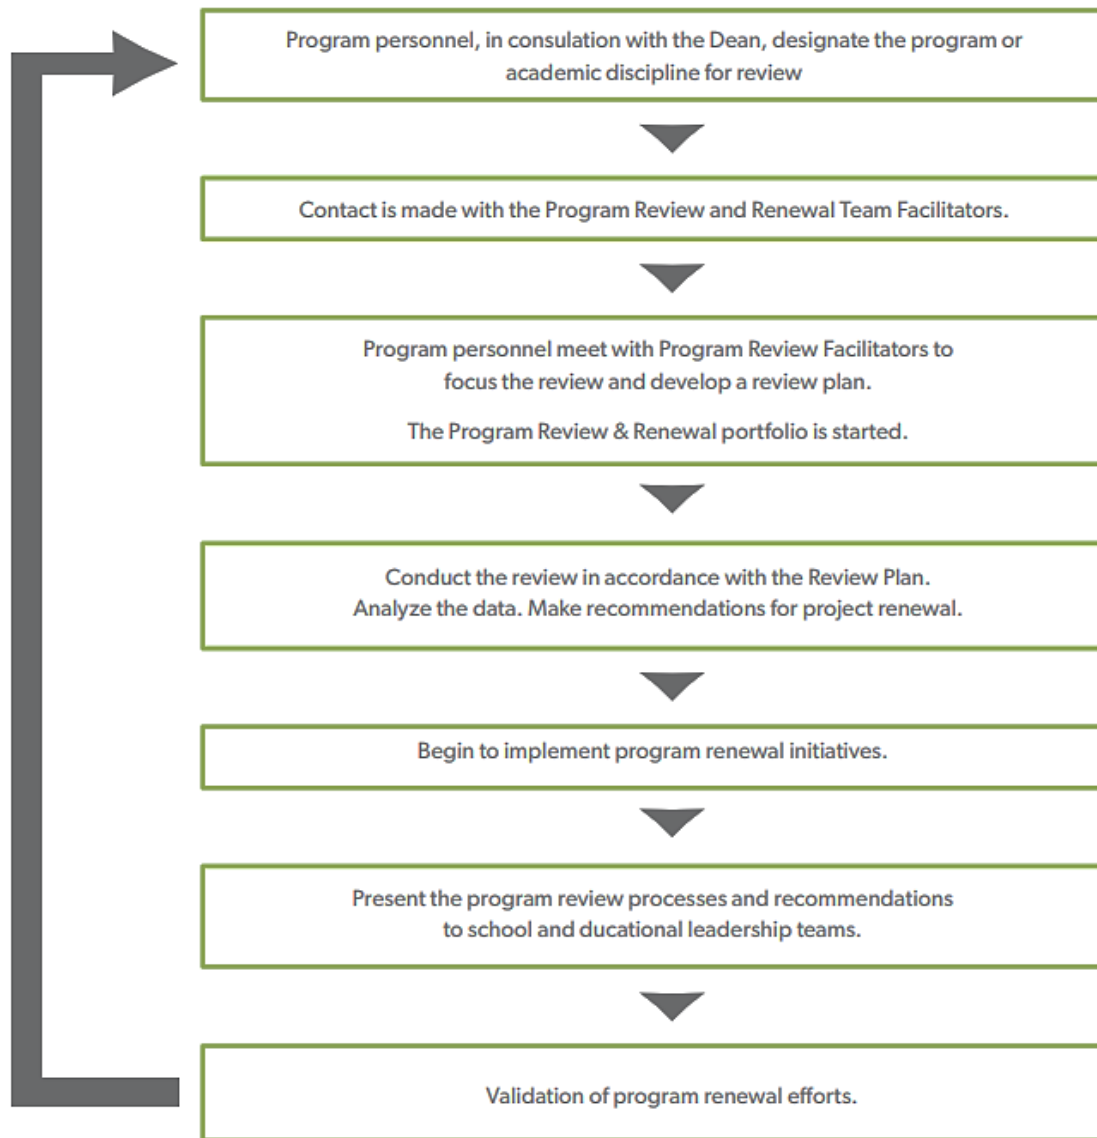 Program personnel, in consulation with the Dean, designate the program or
academic discipline for review
Contact is made with the Program Review and Renewal Team Facilitators.
Program personnel meet with Program Review Facilitators to
focus the review and develop a review plan.
The Program Review & Renewal portfolio is started.
Conduct the review in accordance with the Review Plan.
Analyze the data. Make recommendations for project renewal.
Begin to implement program renewal initiatives.
Present the program review processes and recommendations
to school and ducational leadership teams.
Validation of program renewal efforts.